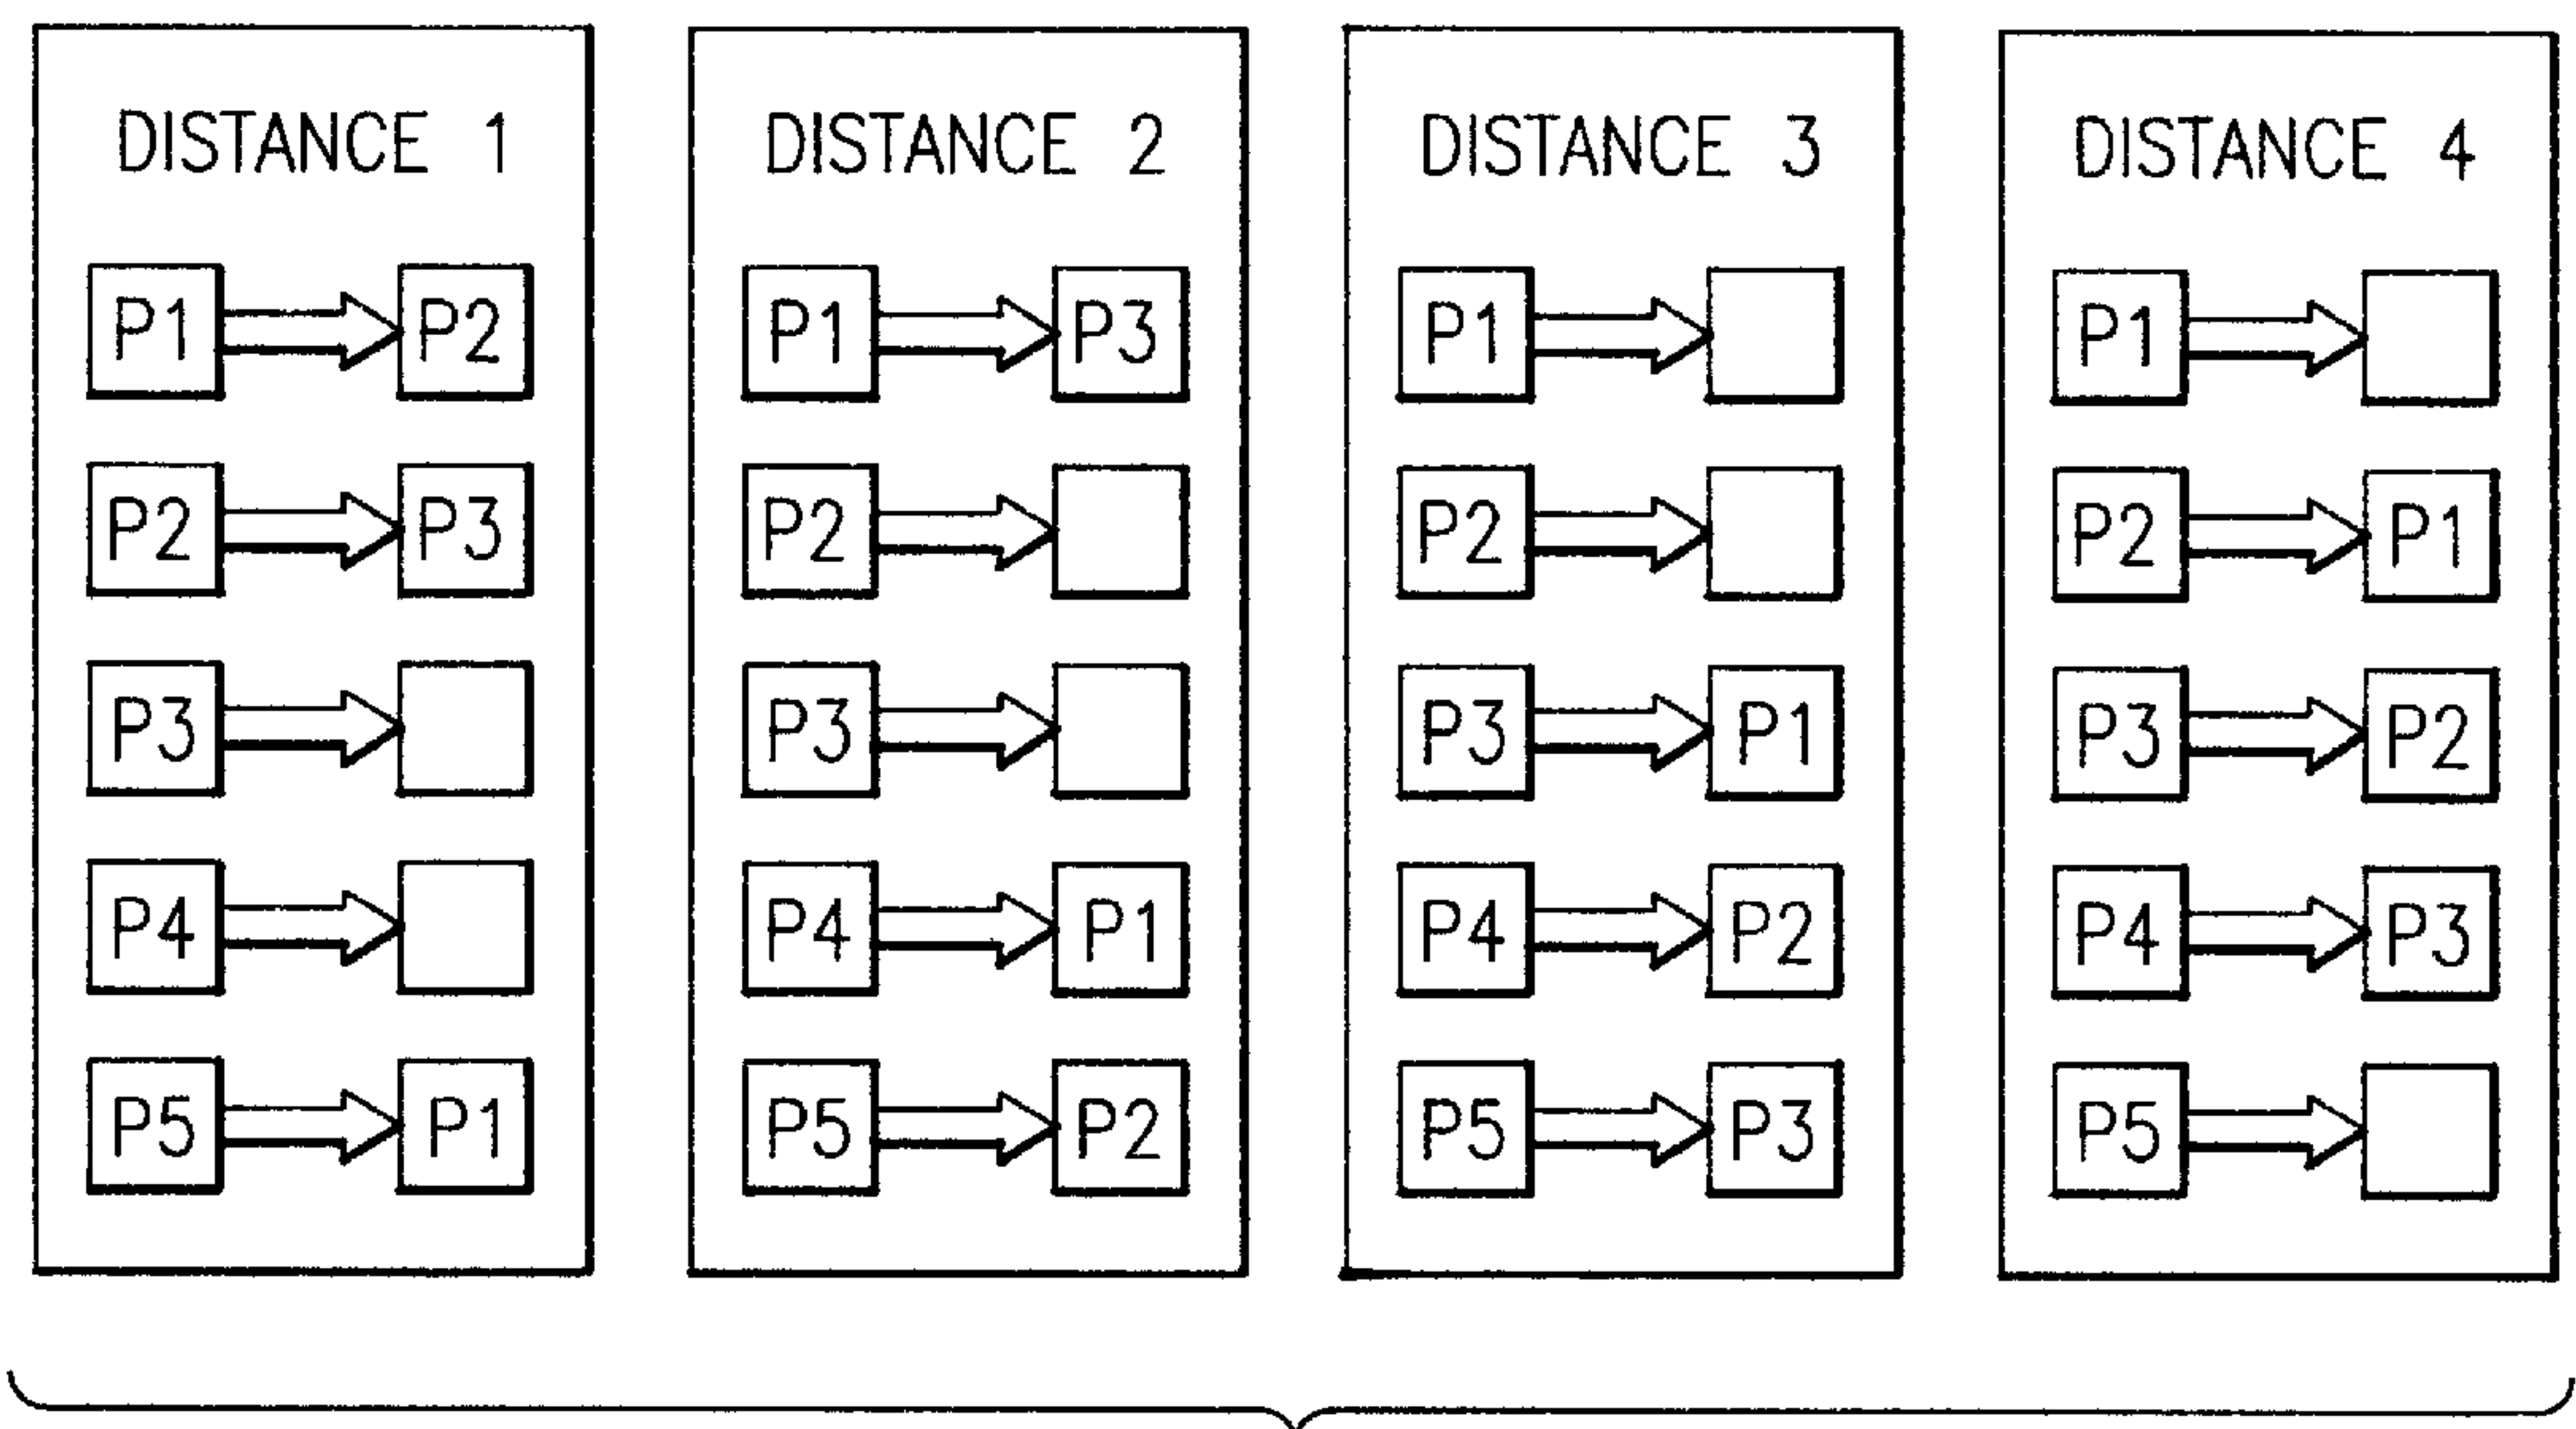 DISTANCE 1
P1 P2
P2 P3
P3
P4
P5 P1
DISTANCE 2
P1 P3
P2
P3
P4 P1
P5 P2
DISTANCE 3
P1
P2
P3 P1
P4 P2
P5 P3
DISTANCE 4
P1
P2 P1
P3 P2
P4 P3
P5